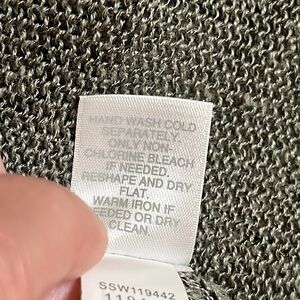 HAND WASH COLD
SEPARATELY.
ONLY NON-
CHLORINE BLEACH
IF NEEDED.
RESHAPE AND DRY
FLAT.
WARM IRON IF
EEDED OR DRY
CLEAN.
SSW119442